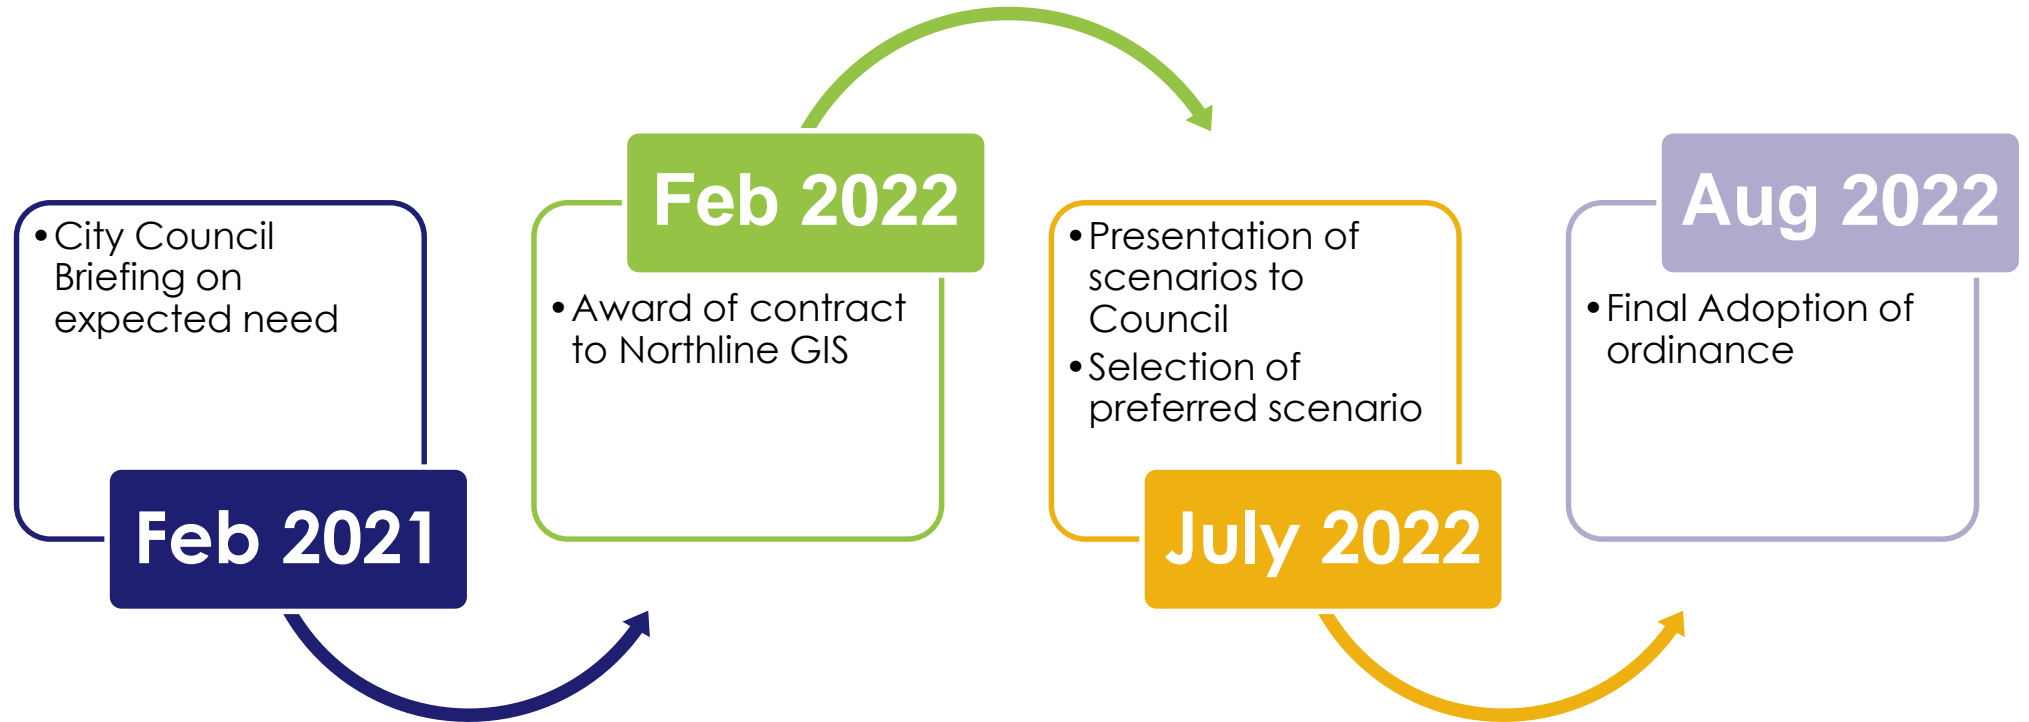 •City Council
Briefing on
expected need
Feb 2021
Feb 2022
•Award of contract
to Northline GIS
•Presentation of
scenarios to
Council
•Selection of
preferred scenario
July 2022
Aug 2022
•Final Adoption of
ordinance